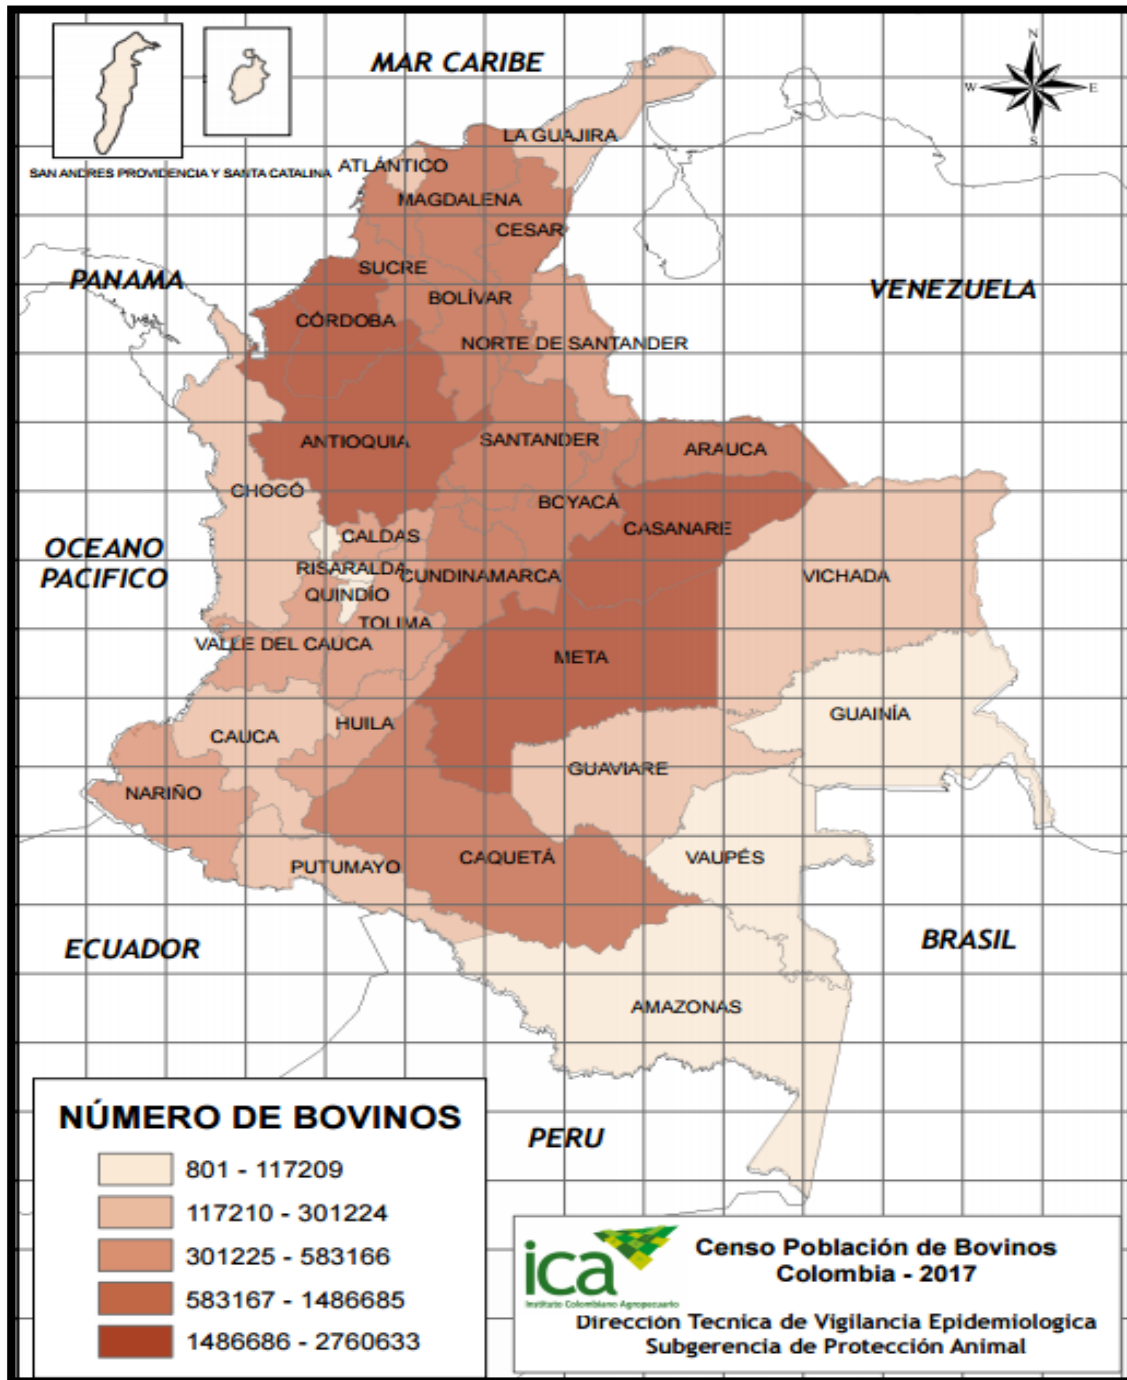 MAR CARIBE
N
W
E
S
LA GUAJIRA
ATLÁNTICO
SAN ANDRES PROVIDENCIA Y SANTA CATALINA
MAGDALENA
CESAR
SUCRE
PANAMA
VENEZUELA
BOLÍVAR
CÓRDOBA
NORTE DE SANTANDER
ANTIOQUIA
SANTANDER
ARAUCA
CHOCÓ
BOYACÁ
CASANARE
CALDAS
OCEANO
PACIFICO
RISARALDA
CUNDINAMARCA
VICHADA
QUINDÍO
TOLIMA
VALLE DEL CAUCA
META
GUAINÍA
HUILA
CAUCA
GUAVIARE
NARIÑO
CAQUETÁ
VAUPÉS
PUTUMAYO
ECUADOR
BRASIL
AMAZONAS
PERU
NÚMERO DE BOVINOS
801 - 117209
117210 - 301224
301225 - 583166
583167 - 1486685
1486686 - 2760633
ica
Instituto Colombiano Agropecuario
Censo Población de Bovinos
Colombia - 2017
Dirección Tecnica de Vigilancia Epidemiologica
Subgerencia de Protección Animal